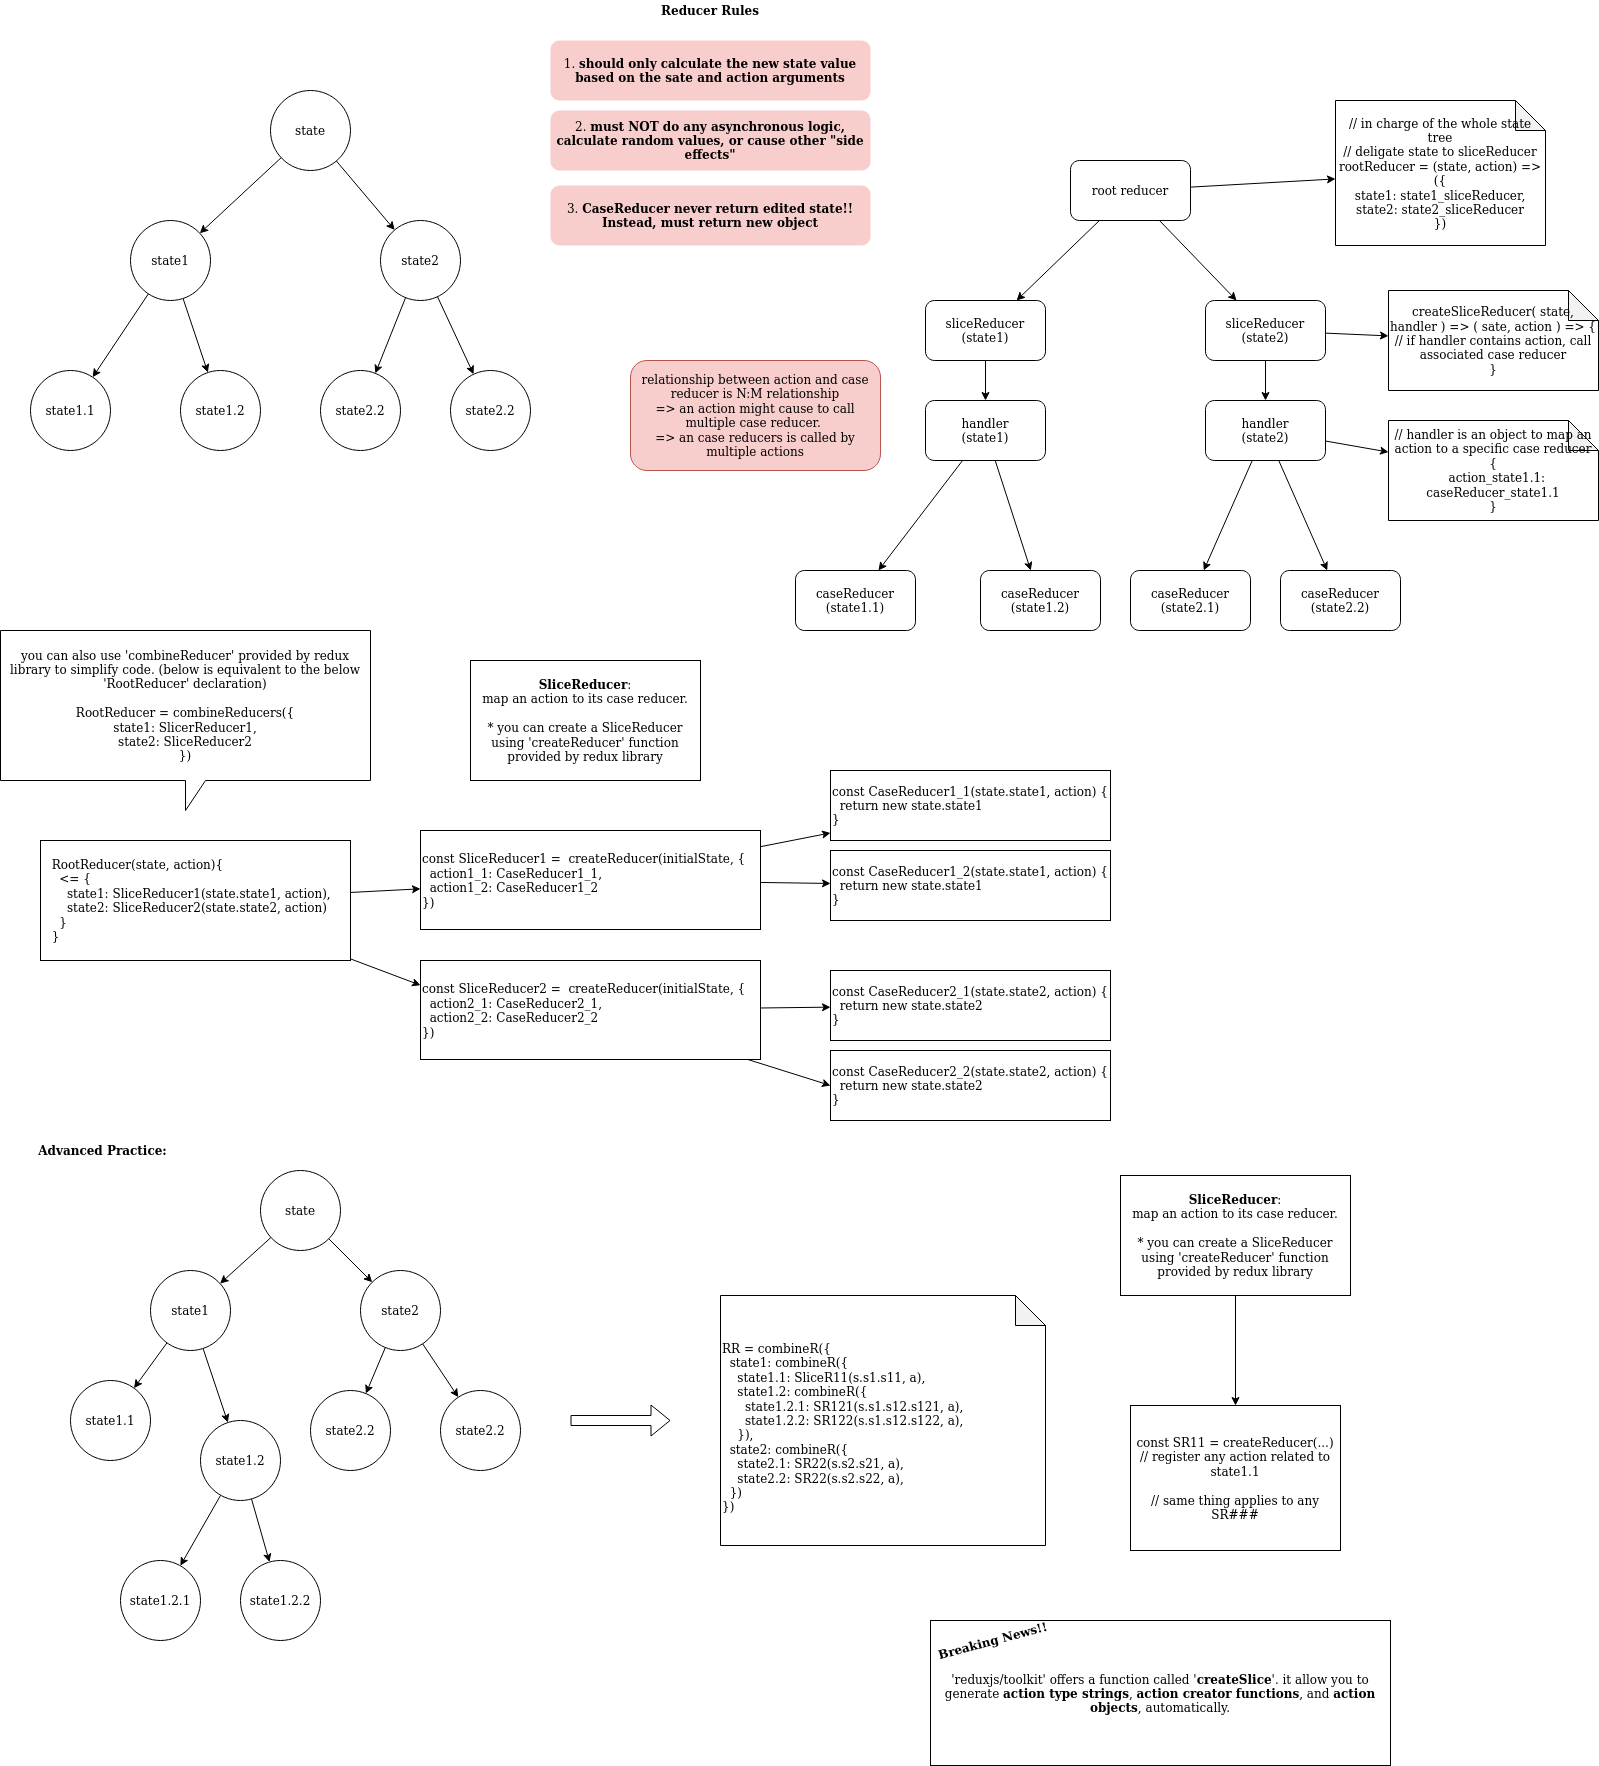 Reducer Rules
1. should only calculate the new state value
based on the sate and action arguments
2. must NOT do any asynchronous logic,
calculate random values, or cause other "side
effects"
3. CaseReducer never return edited state!!
Instead, must return new object
state
state1
state2
state1.1
state1.2
state2.2
state2.2
root reducer
// in charge of the whole state
tree
// deligate state to sliceReducer
rootReducer = (state, action) =>
({
state1: state1_sliceReducer,
state2: state2_sliceReducer
})
sliceReducer
(state1)
sliceReducer
(state2)
createSliceReducer( state,
handler ) => ( sate, action ) => {
// if handler contains action, call
associated case reducer
}
relationship between action and case
reducer is N:M relationship
=> an action might cause to call
multiple case reducer.
=> an case reducers is called by
multiple actions
handler
(state1)
handler
(state2)
// handler is an object to map an
action to a specific case reducer
{
action_state1.1:
caseReducer_state1.1
}
caseReducer
(state1.1)
caseReducer
(state1.2)
caseReducer
(state2.1)
caseReducer
(state2.2)
you can also use 'combineReducer' provided by redux
library to simplify code. (below is equivalent to the below
'RootReducer' declaration)
RootReducer = combineReducers({
state1: SlicerReducer1,
state2: SliceReducer2
})
SliceReducer:
map an action to its case reducer.
* you can create a SliceReducer
using 'createReducer' function
provided by redux library
RootReducer(state, action){
<= {
state1: SliceReducer1(state.state1, action),
state2: SliceReducer2(state.state2, action)
}
}
const SliceReducer1 =  createReducer(initialState, {
action1_1: CaseReducer1_1,
action1_2: CaseReducer1_2
})
const SliceReducer2 =  createReducer(initialState, {
action2_1: CaseReducer2_1,
action2_2: CaseReducer2_2
})
const CaseReducer1_1(state.state1, action) {
return new state.state1
}
const CaseReducer1_2(state.state1, action) {
return new state.state1
}
const CaseReducer2_1(state.state2, action) {
return new state.state2
}
const CaseReducer2_2(state.state2, action) {
return new state.state2
}
Advanced Practice:
state
state1
state2
state1.1
state1.2
state2.2
state2.2
state1.2.1
state1.2.2
RR = combineR({
state1: combineR({
state1.1: SliceR11(s.s1.s11, a),
state1.2: combineR({
state1.2.1: SR121(s.s1.s12.s121, a),
state1.2.2: SR122(s.s1.s12.s122, a),
}),
state2: combineR({
state2.1: SR22(s.s2.s21, a),
state2.2: SR22(s.s2.s22, a),
})
})
SliceReducer:
map an action to its case reducer.
* you can create a SliceReducer
using 'createReducer' function
provided by redux library
const SR11 = createReducer(...)
// register any action related to
state1.1
// same thing applies to any
SR###
Breaking News!!
'reduxjs/toolkit' offers a function called 'createSlice'. it allow you to
generate action type strings, action creator functions, and action
objects, automatically.